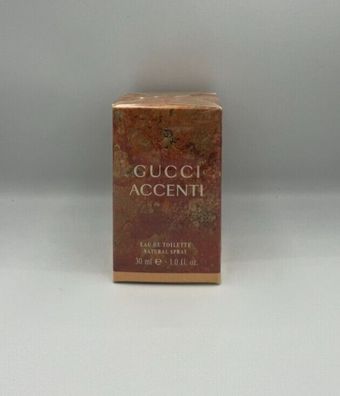 GUCCI
ACCENTI
EAU DE TOILETTE
NATURAL SPRAY
30 ml ℮ - 1.0 fl. oz.